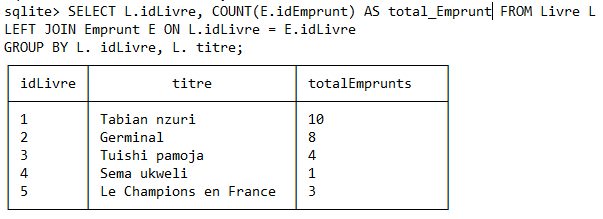 sqlite> SELECT L.idLivre, COUNT(E.idEmprunt) AS total_Emprunt FROM Livre L
LEFT JOIN Emprunt E ON L.idLivre = E.idLivre
GROUP BY L. idLivre, L. titre;
idLivre titre totalEmprunts
1 Tabian nzuri 10
2 Germinal 8
3 Tuishi pamoja 4
4 Sema ukweli 1
5 Le Champions en France 3